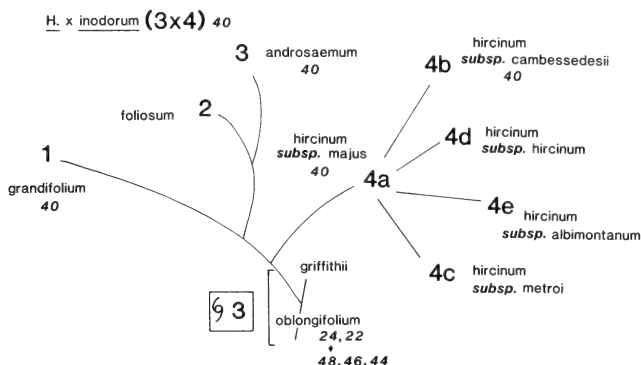 H. x inodorum (3x4) 40
3 androsaemum
40
2
foliosum
1
grandifolium
40
hircinum
subsp. majus
40
4a
4b
hircinum
subsp. cambessedesii
40
4d
hircinum
subsp. hircinum
4e
hircinum
subsp. albimontanum
4c
hircinum
subsp. metroi
griffithii
3
oblongifolium
24,22
48,46,44